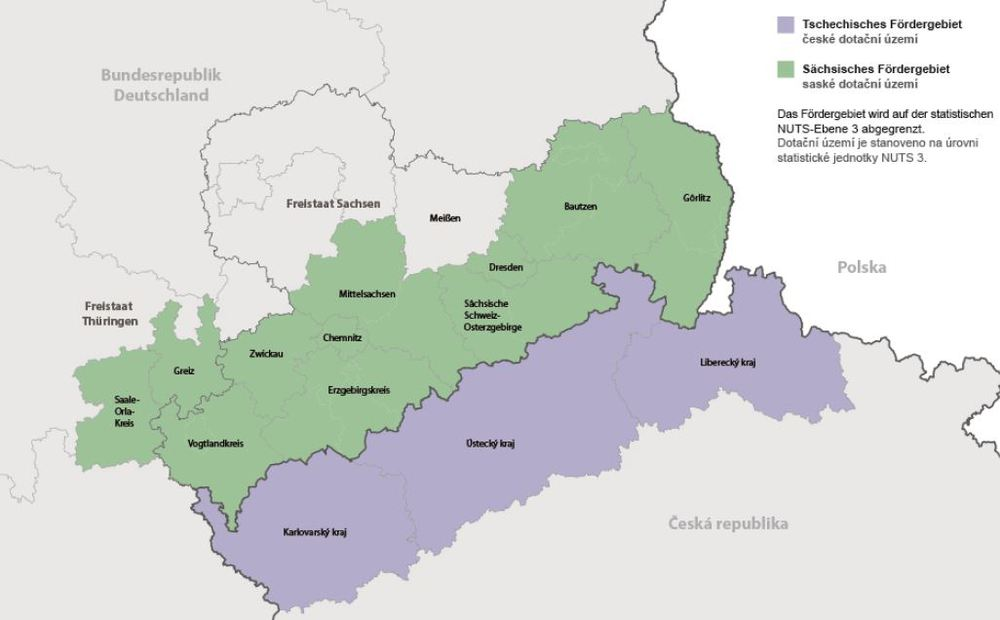 Tschechisches Fördergebiet
české dotační území
Sächsisches Fördergebiet
saské dotační území
Das Fördergebiet wird auf der statistischen
NUTS-Ebene 3 abgegrenzt.
Dotační území je stanoveno na úrovni
statistické jednotky NUTS 3.
Bundesrepublik
Deutschland
Freistaat Sachsen
Meißen
Bautzen
Görlitz
Polska
Dresden
Mittelsachsen
Sächsische
Schweiz-
Osterzgebirge
Freistaat
Thüringen
Chemnitz
Zwickau
Greiz
Erzgebirgskreis
Liberecký kraj
Saale-
Orla-
Kreis
Vogtlandkreis
Ústecký kraj
Karlovarský kraj
Česká republika